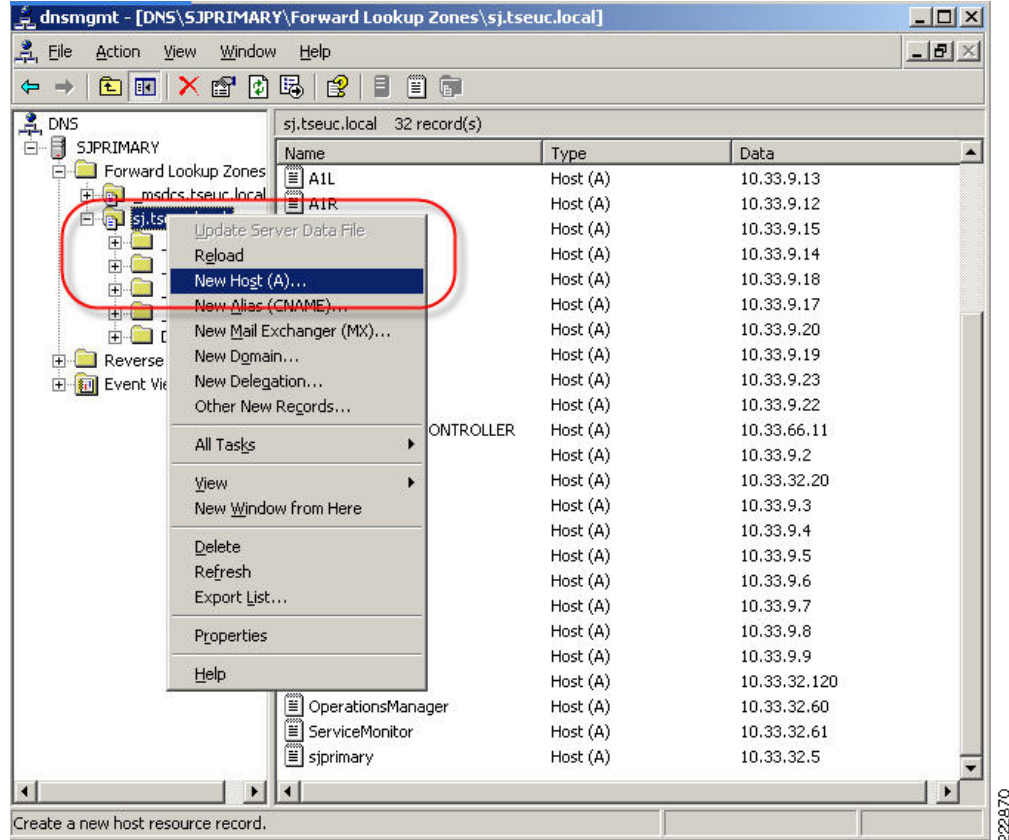 dnsmgmt - [DNS\SJPRIMARY\Forward Lookup Zones\sj.tseuc.local]
File Action View Window Help
DNS
SJPRIMARY
Forward Lookup Zones
_msdcs.tseuc.local
sj.ts
Reverse
Event Vie
sj.tseuc.local 32 record(s)
Name Type Data
A1L Host (A) 10.33.9.13
A1R Host (A) 10.33.9.12
Host (A) 10.33.9.15
Host (A) 10.33.9.14
Host (A) 10.33.9.18
Host (A) 10.33.9.17
Host (A) 10.33.9.20
Host (A) 10.33.9.19
Host (A) 10.33.9.23
Host (A) 10.33.9.22
ONTROLLER Host (A) 10.33.66.11
Host (A) 10.33.9.2
Host (A) 10.33.32.20
Host (A) 10.33.9.3
Host (A) 10.33.9.4
Host (A) 10.33.9.5
Host (A) 10.33.9.6
Host (A) 10.33.9.7
Host (A) 10.33.9.8
Host (A) 10.33.9.9
Host (A) 10.33.32.120
OperationsManager Host (A) 10.33.32.60
ServiceMonitor Host (A) 10.33.32.61
sjprimary Host (A) 10.33.32.5
Update Server Data File
Reload
New Host (A)...
New Alias (CNAME)...
New Mail Exchanger (MX)...
New Domain...
New Delegation...
Other New Records...
All Tasks
View
New Window from Here
Delete
Refresh
Export List...
Properties
Help
Create a new host resource record.
222870